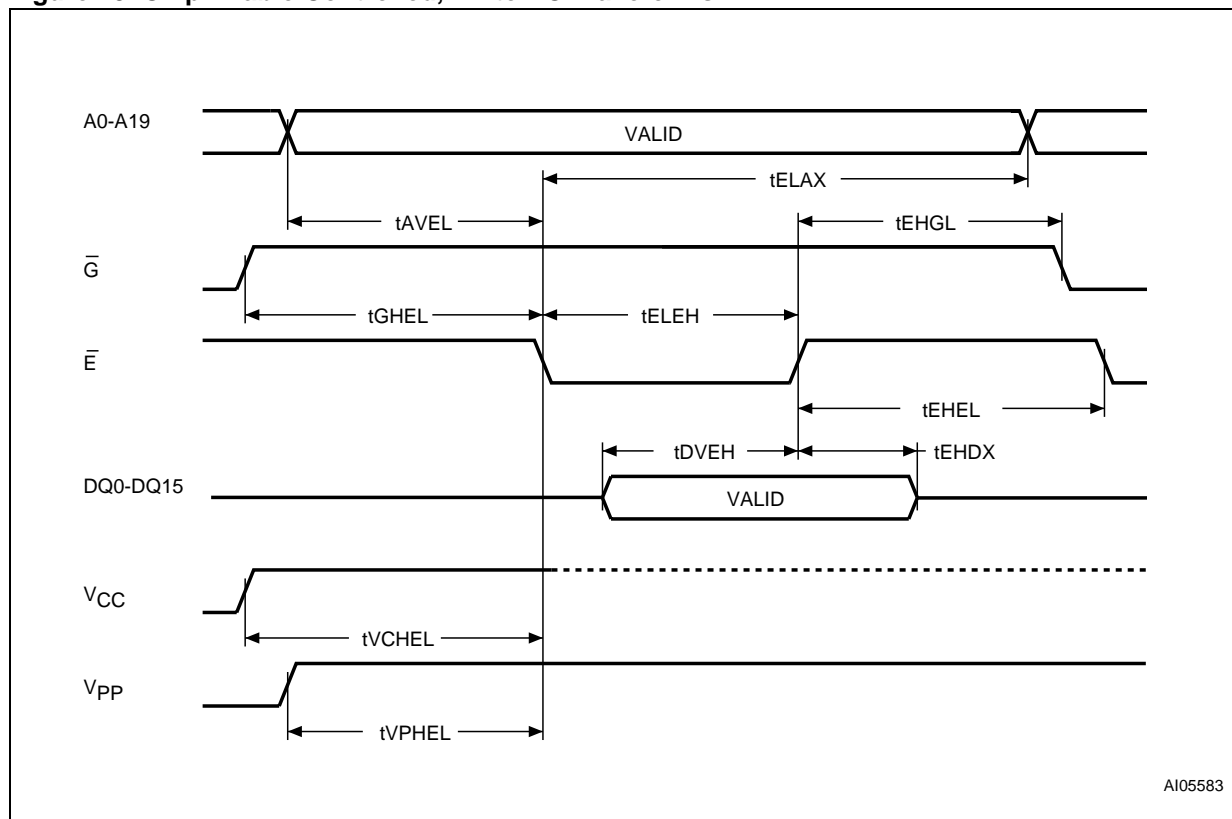 A0-A19
VALID
tELAX
tAVEL
tEHGL
G̅
tGHEL
tELEH
E̅
tEHEL
tDVEH
tEHDX
DQ0-DQ15
VALID
VCC
tVCHEL
VPP
tVPHEL
AI05583